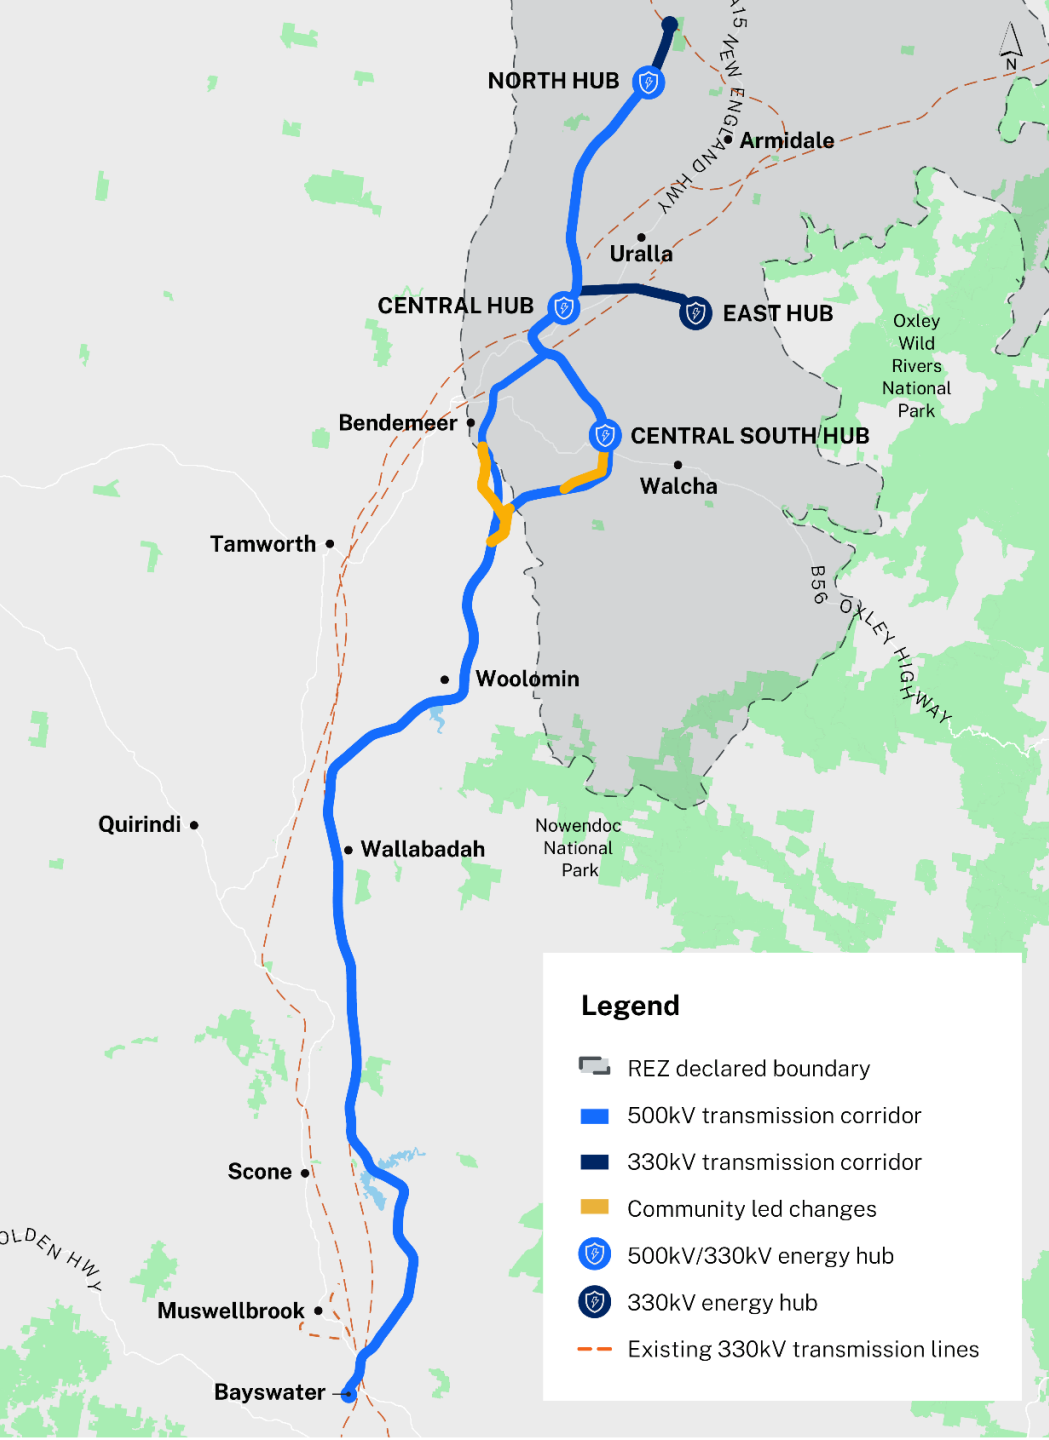 A15 NEW ENGLAND HWY
N
NORTH HUB
Armidale
Uralla
CENTRAL HUB
EAST HUB
Oxley
Wild
Rivers
National
Park
Bendemeer
CENTRAL SOUTH HUB
Walcha
Tamworth
B56
OXLEY HIGHWAY
Woolomin
Quirindi
Nowendoc
National
Park
Wallabadah
Legend
REZ declared boundary
500kV transmission corridor
330kV transmission corridor
Community led changes
500kV/330kV energy hub
330kV energy hub
Existing 330kV transmission lines
Scone
OLDEN HWY
Muswellbrook
Bayswater